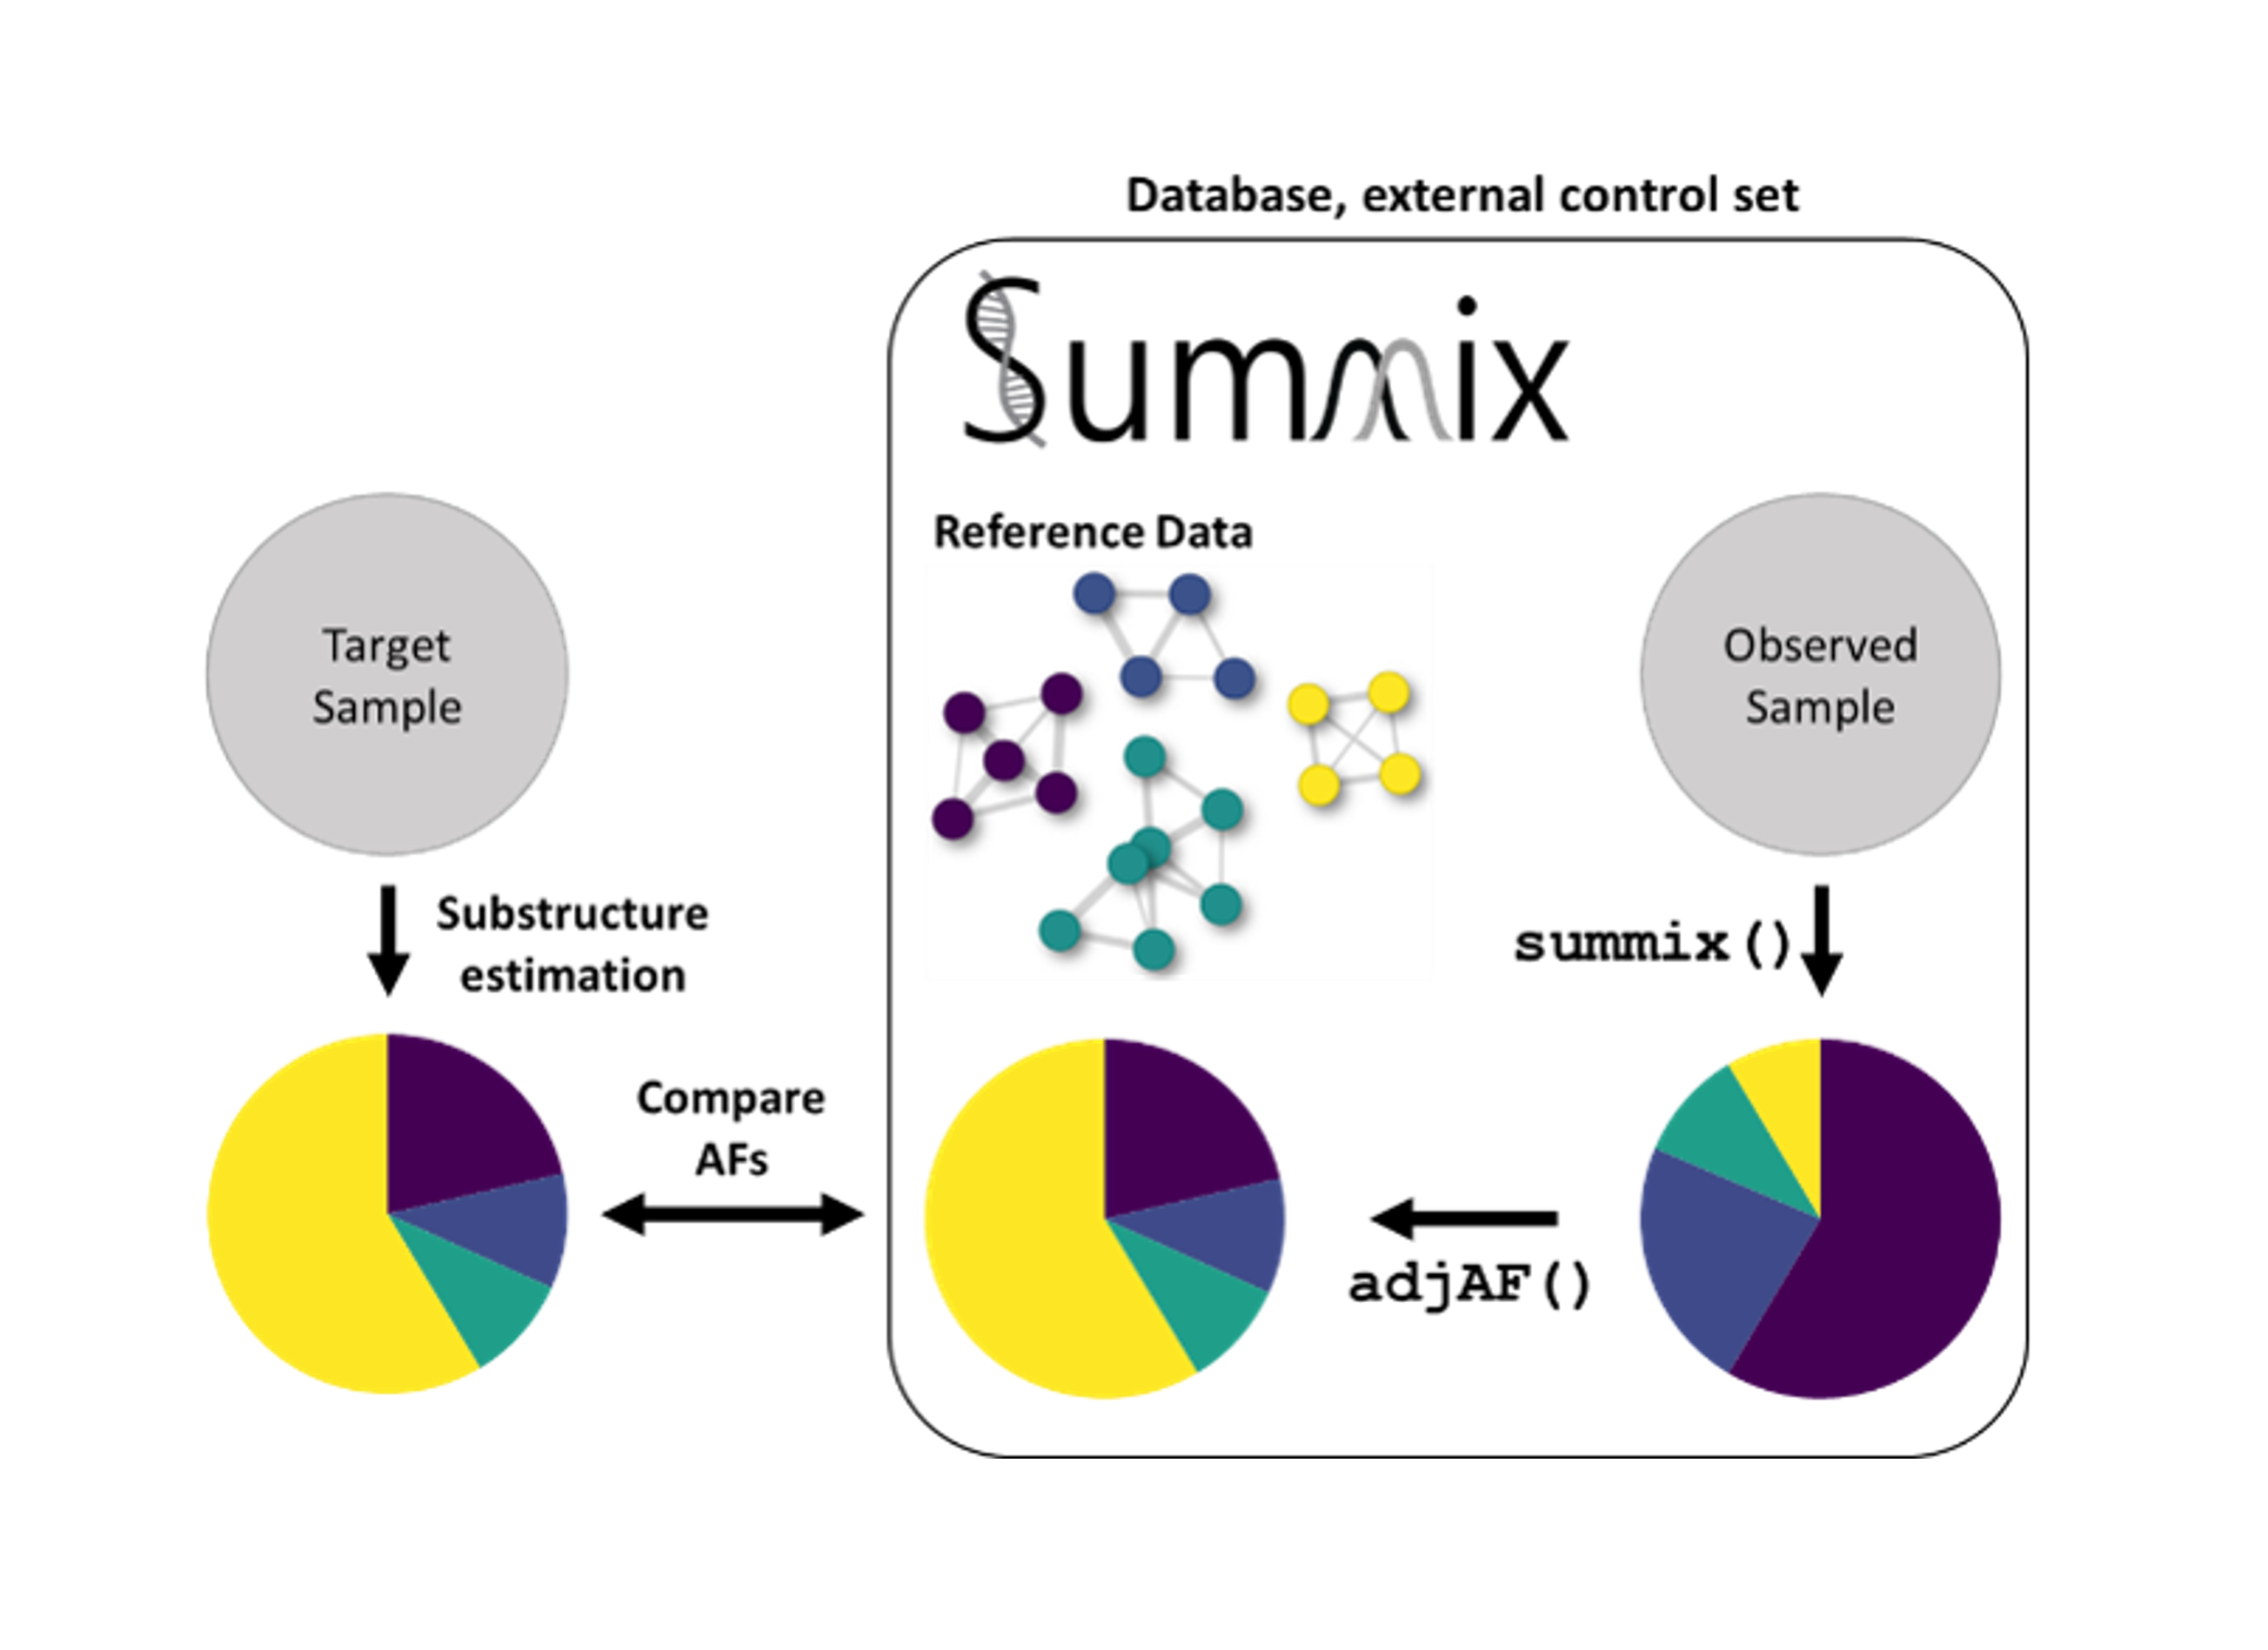 Database, external control set
Summix
Reference Data
Target
Sample
Observed
Sample
Substructure
estimation
summix()
Compare
AFs
adjAF()